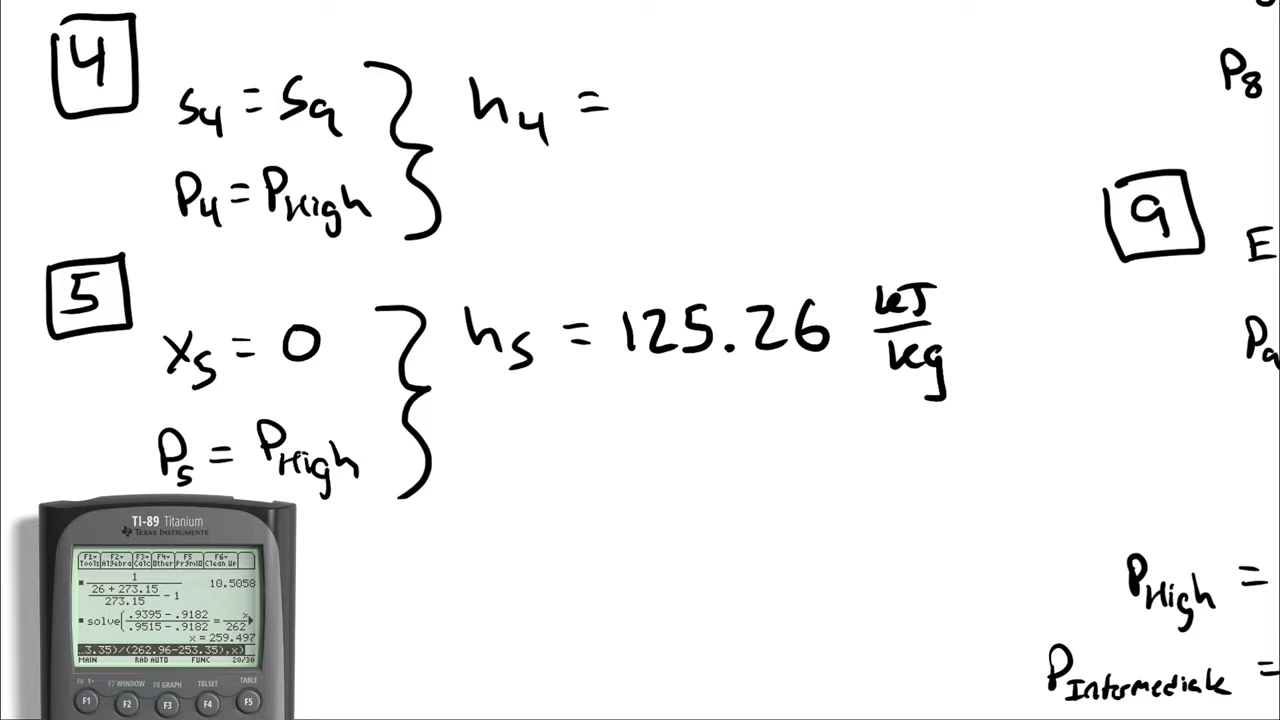 4
s4 = s9
P4 = PHigh
h4 =
5
x5 = 0
P5 = PHigh
h5 = 125.26 kJ/kg
P8
9
E
P9
PHigh =
PIntermediate =
TI-89 Titanium
TEXAS INSTRUMENTS
F1 Tools F2 Algebra F3 Calc F4 Other F5 PrgmIO F6 Clean Up
1/((26+273.15)/273.15 -1) 10.5058
solve(.9395-.9182/.9515-.9182 = x/262
x = 259.497
…3.35)/(262.96-253.35),x)
MAIN RAD AUTO FUNC 20/30
F6 Y= F7 WINDOW F8 GRAPH TBLSET TABLE
F1 F2 F3 F4 F5